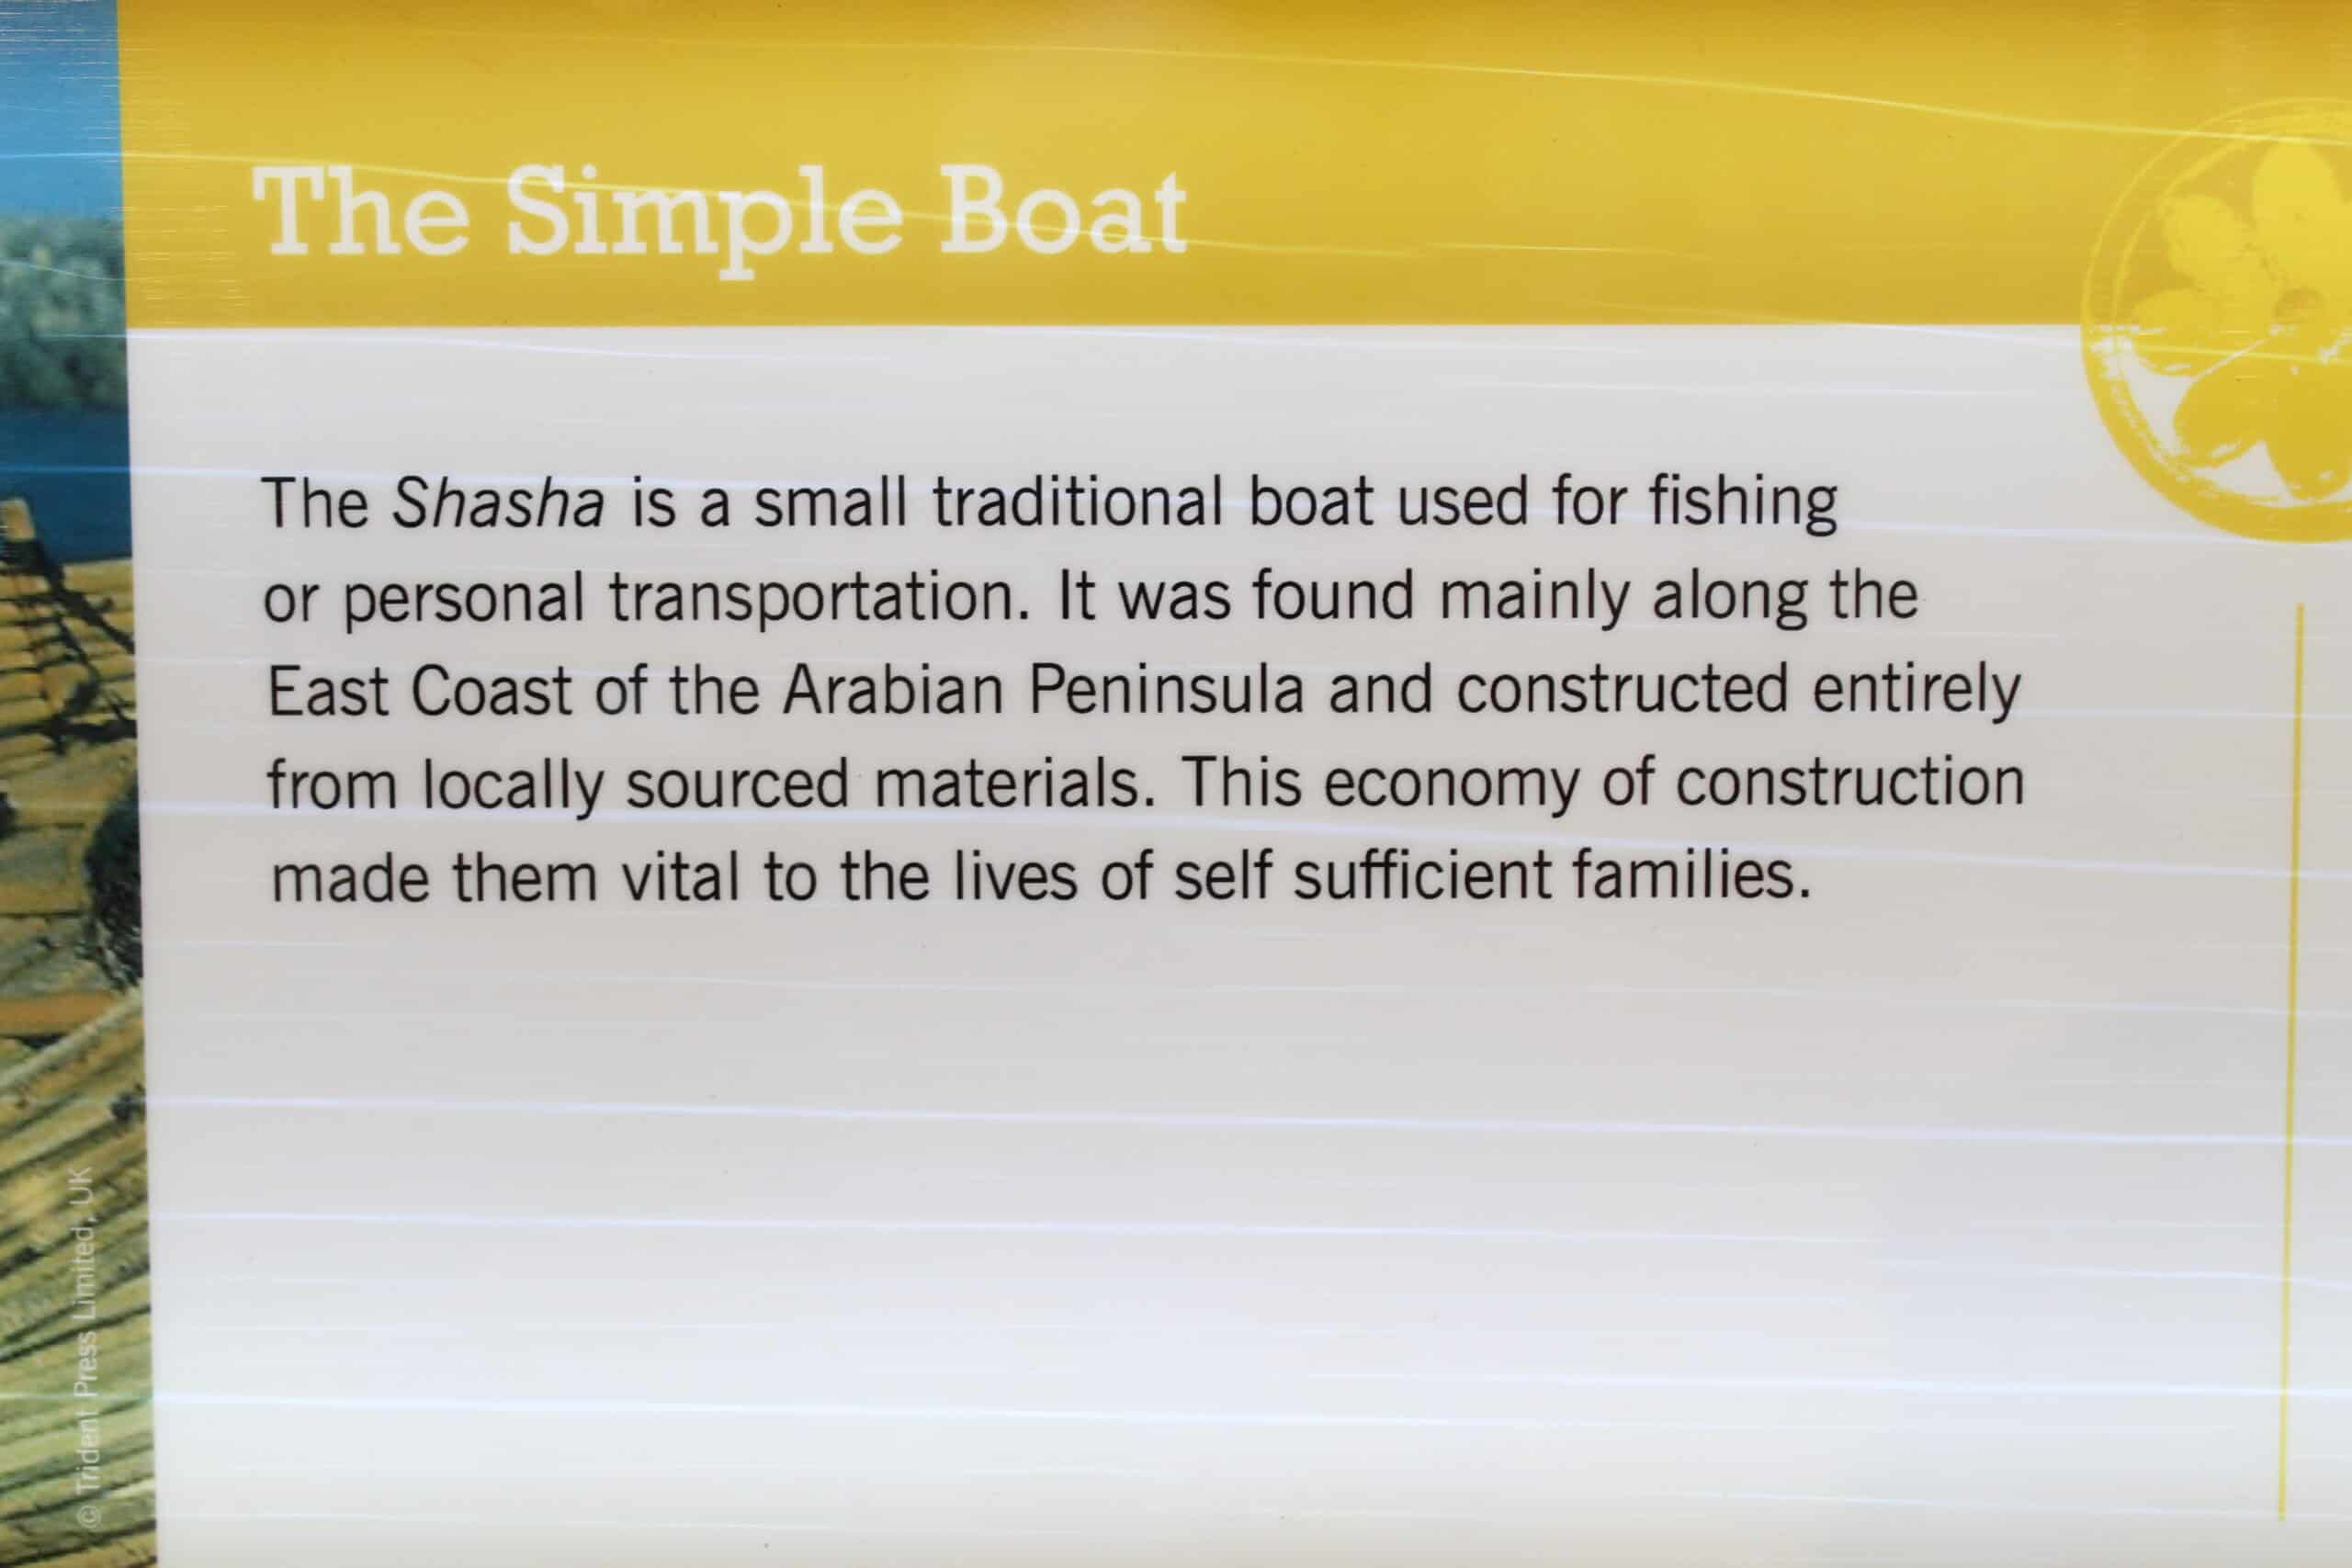 The Simple Boat
The Shasha is a small traditional boat used for fishing
or personal transportation. It was found mainly along the
East Coast of the Arabian Peninsula and constructed entirely
from locally sourced materials. This economy of construction
made them vital to the lives of self sufficient families.
© Trident Press Limited, UK